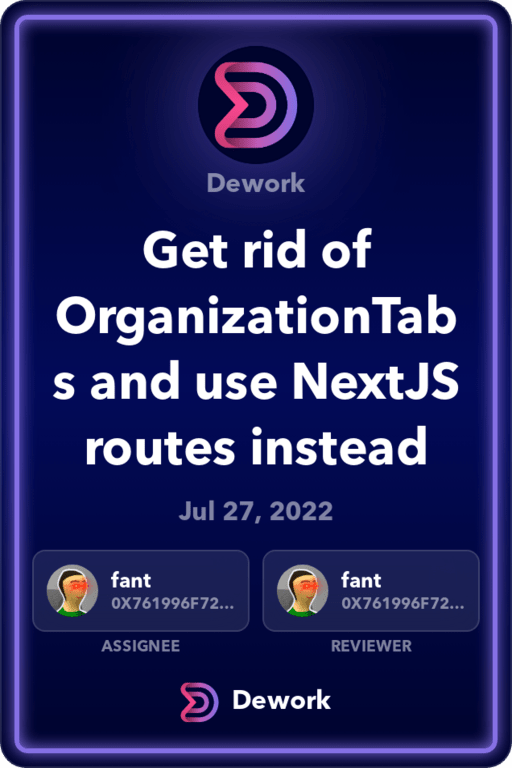 Dework
Get rid of
OrganizationTab
s and use NextJS
routes instead
Jul 27, 2022
fant
0X761996F72...
fant
0X761996F72...
ASSIGNEE
REVIEWER
Dework